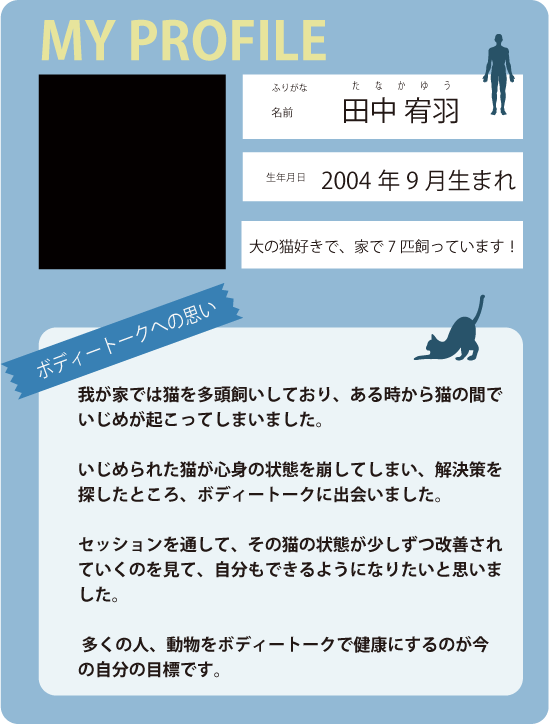 MY PROFILE
ふりがな
たなかゆう
名前
田中 宥羽
生年月日
2004 年 9 月生まれ
大の猫好きで、家で 7 匹飼っています！
ボディートークへの思い
我が家では猫を多頭飼いしており、ある時から猫の間で
いじめが起こってしまいました。
いじめられた猫が心身の状態を崩してしまい、解決策を
探したところ、ボディートークに出会いました。
セッションを通して、その猫の状態が少しずつ改善され
ていくのを見て、自分もできるようになりたいと思いま
した。
多くの人、動物をボディートークで健康にするのが今
の自分の目標です。